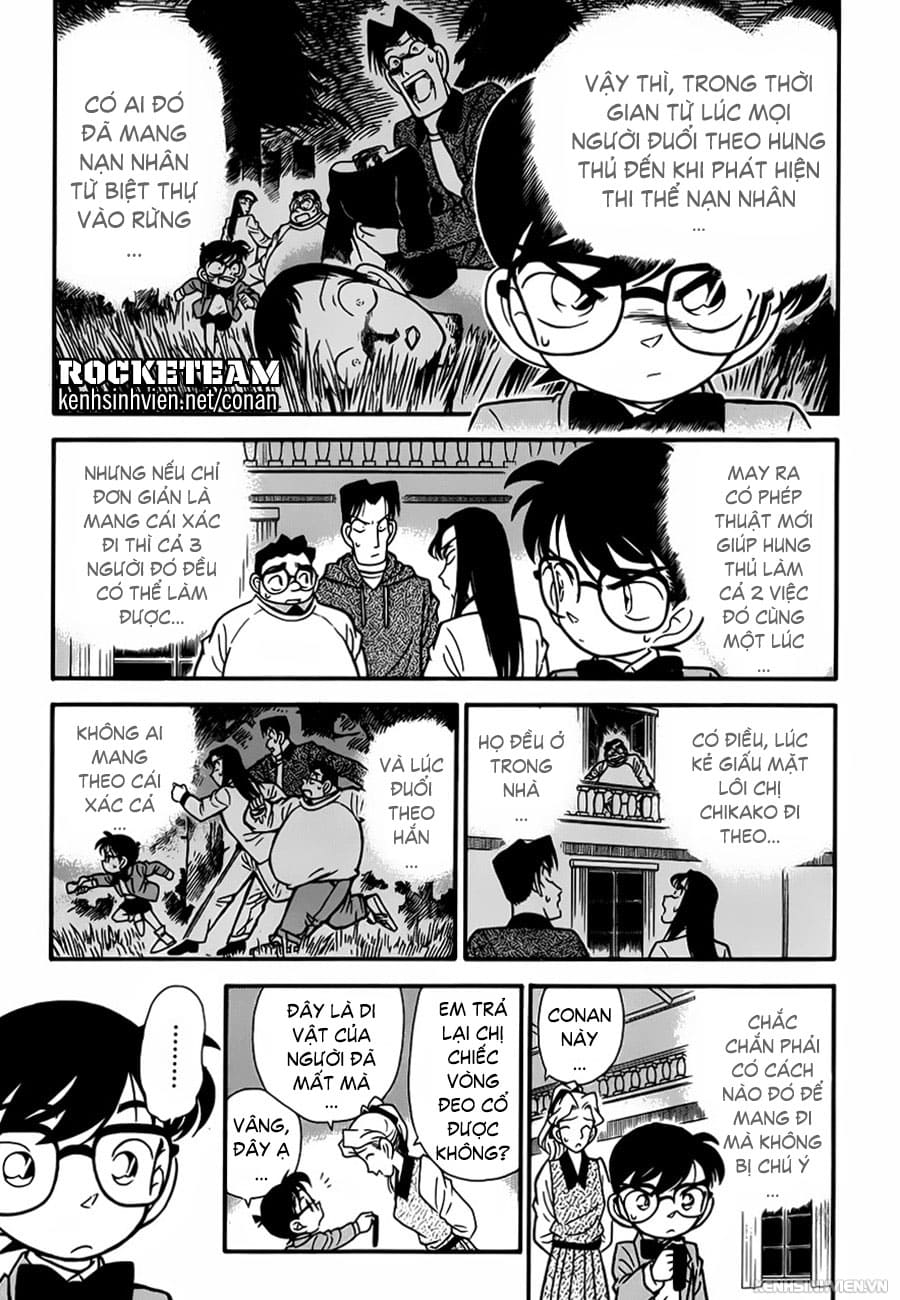 VẬY THÌ, TRONG THỜI
GIAN TỪ LÚC MỌI
NGƯỜI ĐUỔI THEO HUNG
THỦ ĐẾN KHI PHÁT HIỆN
THI THỂ NẠN NHÂN
...
CÓ AI ĐÓ
ĐÃ MANG
NẠN NHÂN
TỪ BIỆT THỰ
VÀO RỪNG
...
ROCKETEAM
kenhsinhvien.net/conan
MAY RA
CÓ PHÉP
THUẬT MỚI
GIÚP HUNG
THỦ LÀM
CẢ 2 VIỆC
ĐÓ CÙNG
MỘT LÚC
...
NHƯNG NẾU CHỈ
ĐƠN GIẢN LÀ
MANG CÁI XÁC
ĐI THÌ CẢ 3
NGƯỜI ĐÓ ĐỀU
CÓ THỂ LÀM
ĐƯỢC...
CÓ ĐIỀU, LÚC
KẺ GIẤU MẶT
LÔI CHỊ
CHIKAKO ĐI
THEO...
HỌ ĐỀU Ở
TRONG
NHÀ
...
VÀ LÚC
ĐUỔI THEO
HẮN
...
KHÔNG AI
MANG
THEO CÁI
XÁC CẢ
...
CHẮC
CHẮN PHẢI
CÓ CÁCH
NÀO ĐÓ ĐỂ
MANG ĐI
MÀ KHÔNG
BỊ CHÚ Ý
...
CONAN
NÀY
...
EM TRẢ
LẠI CHỊ
CHIẾC
VÒNG
ĐEO CỔ
ĐƯỢC
KHÔNG?
ĐÂY LÀ DI
VẬT CỦA
NGƯỜI ĐÃ
MẤT MÀ
...
VÂNG,
ĐÂY Ạ
...
........
KENHSINHVIEN.VN